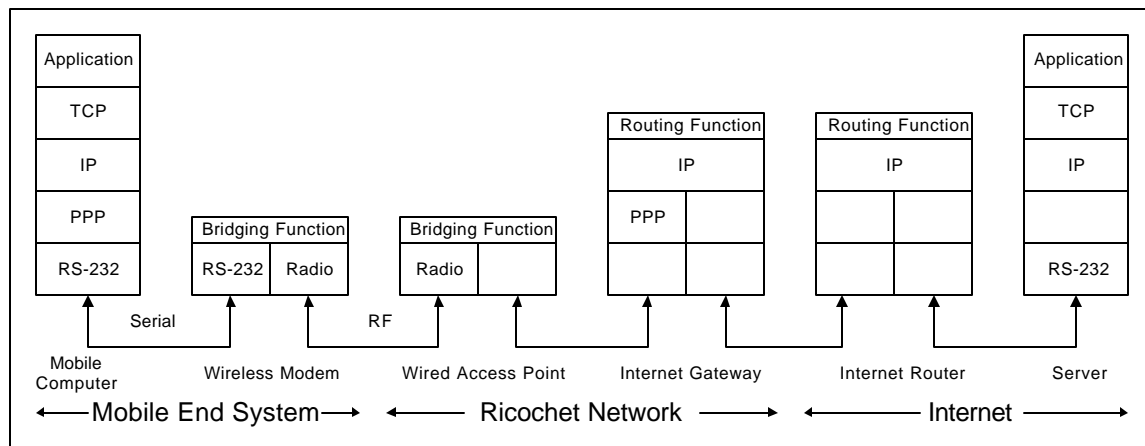 Application
TCP
IP
PPP
RS-232
Bridging Function
RS-232 Radio
Bridging Function
Radio
Routing Function
IP
PPP
Routing Function
IP
Application
TCP
IP
RS-232
Serial
RF
Mobile
Computer
Wireless Modem
Wired Access Point
Internet Gateway
Internet Router
Server
Mobile End System
Ricochet Network
Internet